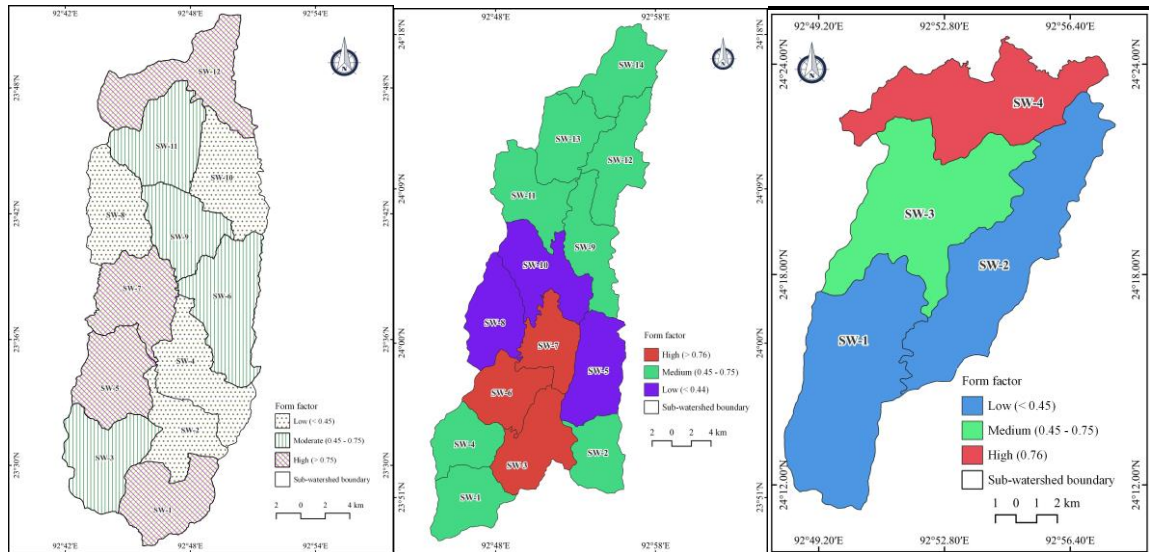 92°42'E
92°48'E
92°54'E
23°48'N
23°42'N
23°36'N
23°30'N
N
SW-12
SW-11
SW-10
SW-8
SW-9
SW-7
SW-6
SW-4
SW-5
SW-2
SW-3
SW-1
Form factor
Low (< 0.45)
Moderate (0.45 - 0.75)
High (> 0.75)
Sub-watershed boundary
2 0 2 4 km
92°42'E
92°48'E
92°54'E
92°48'E
92°58'E
24°18'N
24°09'N
24°00'N
23°51'N
N
SW-14
SW-13
SW-12
SW-11
SW-9
SW-10
SW-8
SW-7
SW-5
SW-6
SW-4
SW-3
SW-2
SW-1
Form factor
High (> 0.76)
Medium (0.45 - 0.75)
Low (< 0.44)
Sub-watershed boundary
2 0 2 4 km
92°48'E
92°58'E
92°49.20'E
92°52.80'E
92°56.40'E
24°24.00'N
24°18.00'N
24°12.00'N
24°24.00'N
24°18.00'N
24°12.00'N
N
SW-4
SW-3
SW-2
SW-1
Form factor
Low (< 0.45)
Medium (0.45 - 0.75)
High (0.76)
Sub-watershed boundary
1 0 1 2 km
92°49.20'E
92°52.80'E
92°56.40'E